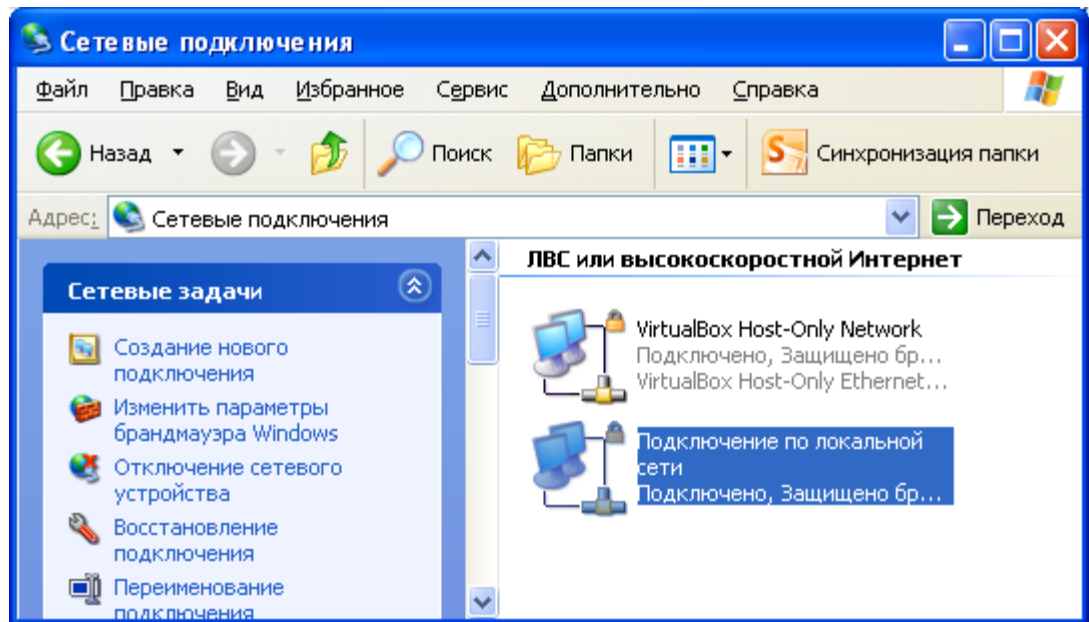 Сетевые подключения
Файл Правка Вид Избранное Сервис Дополнительно Справка
Назад Поиск Папки Синхронизация папки
Адрес: Сетевые подключения Переход
Сетевые задачи
Создание нового
подключения
Изменить параметры
брандмауэра Windows
Отключение сетевого
устройства
Восстановление
подключения
Переименование
подключения
ЛВС или высокоскоростной Интернет
VirtualBox Host-Only Network
Подключено, Защищено бр...
VirtualBox Host-Only Ethernet...
Подключение по локальной
сети
Подключено, Защищено бр...